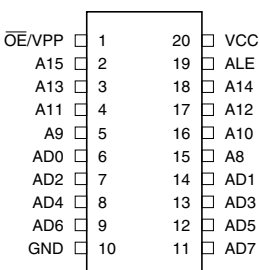 O̅E̅/VPP 1 20 VCC
A15 2 19 ALE
A13 3 18 A14
A11 4 17 A12
A9 5 16 A10
AD0 6 15 A8
AD2 7 14 AD1
AD4 8 13 AD3
AD6 9 12 AD5
GND 10 11 AD7